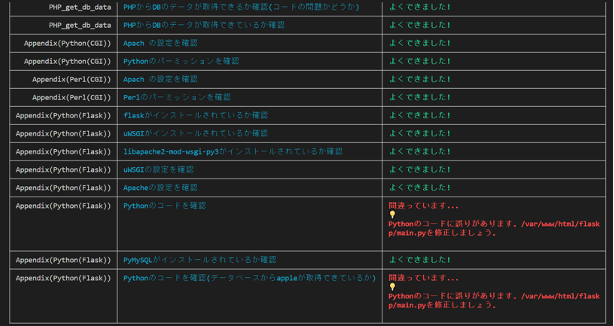 PHP_get_db_data PHPからDBのデータが取得できるか確認(コードの問題かどうか) よくできました!
PHP_get_db_data PHPからDBのデータが取得できているか確認 よくできました!
Appendix(Python(CGI)) Apach の設定を確認 よくできました!
Appendix(Python(CGI)) Pythonのパーミッションを確認 よくできました!
Appendix(Perl(CGI)) Apach の設定を確認 よくできました!
Appendix(Perl(CGI)) Perlのパーミッションを確認 よくできました!
Appendix(Python(Flask)) flaskがインストールされているか確認 よくできました!
Appendix(Python(Flask)) uWSGIがインストールされているか確認 よくできました!
Appendix(Python(Flask)) libapache2-mod-wsgi-py3がインストールされているか確認 よくできました!
Appendix(Python(Flask)) uWSGIの設定を確認 よくできました!
Appendix(Python(Flask)) Apacheの設定を確認 よくできました!
Appendix(Python(Flask)) Pythonのコードを確認 間違っています...
Pythonのコードに誤りがあります。/var/www/html/flask
p/main.pyを修正しましょう。
Appendix(Python(Flask)) PyMySQLがインストールされているか確認 よくできました!
Appendix(Python(Flask)) Pythonのコードを確認(データベースからappleが取得できているか) 間違っています...
Pythonのコードに誤りがあります。/var/www/html/flask
p/main.pyを修正しましょう。